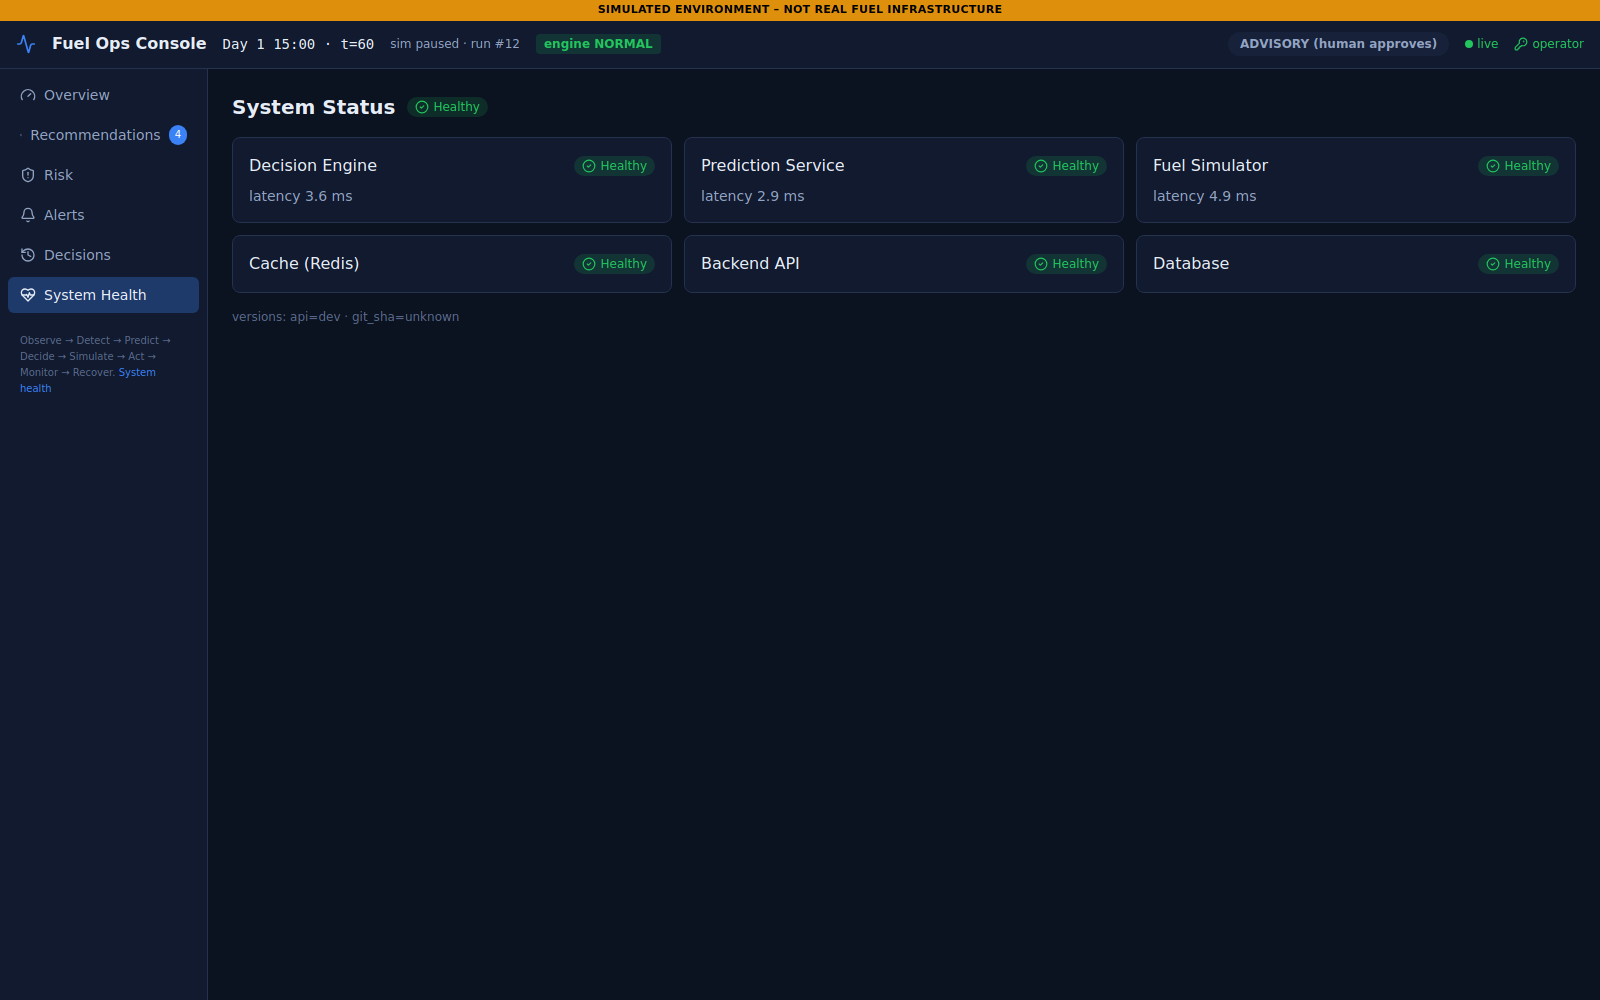 SIMULATED ENVIRONMENT – NOT REAL FUEL INFRASTRUCTURE
Fuel Ops Console Day 1 15:00 · t=60 sim paused · run #12 engine NORMAL ADVISORY (human approves) live operator
Overview
Recommendations 4
Risk
Alerts
Decisions
System Health
Observe → Detect → Predict →
Decide → Simulate → Act →
Monitor → Recover. System
health
System Status Healthy
Decision Engine Healthy
latency 3.6 ms
Prediction Service Healthy
latency 2.9 ms
Fuel Simulator Healthy
latency 4.9 ms
Cache (Redis) Healthy
Backend API Healthy
Database Healthy
versions: api=dev · git_sha=unknown